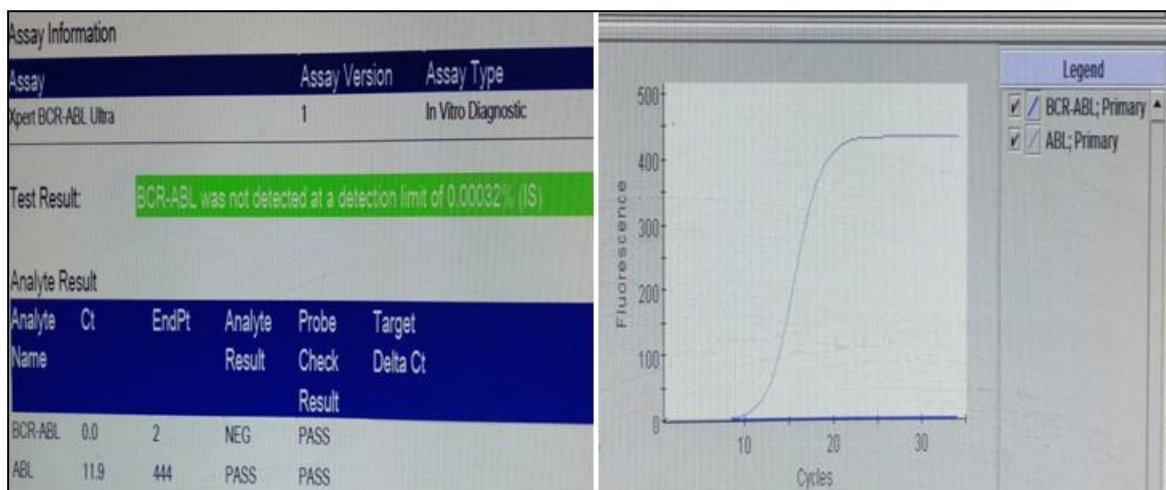 Assay Information
Assay Assay Version Assay Type
Xpert BCR-ABL Ultra 1 In Vitro Diagnostic
Test Result: BCR-ABL was not detected at a detection limit of 0.00032% (IS)
Analyte Result
Analyte Ct EndPt Analyte Probe Target
Name Result Check Delta Ct
Result
BCR-ABL 0.0 2 NEG PASS
ABL 11.9 444 PASS PASS
Legend
BCR-ABL; Primary
ABL; Primary
500
400
300
200
100
0
Fluorescence
10 20 30
Cycles